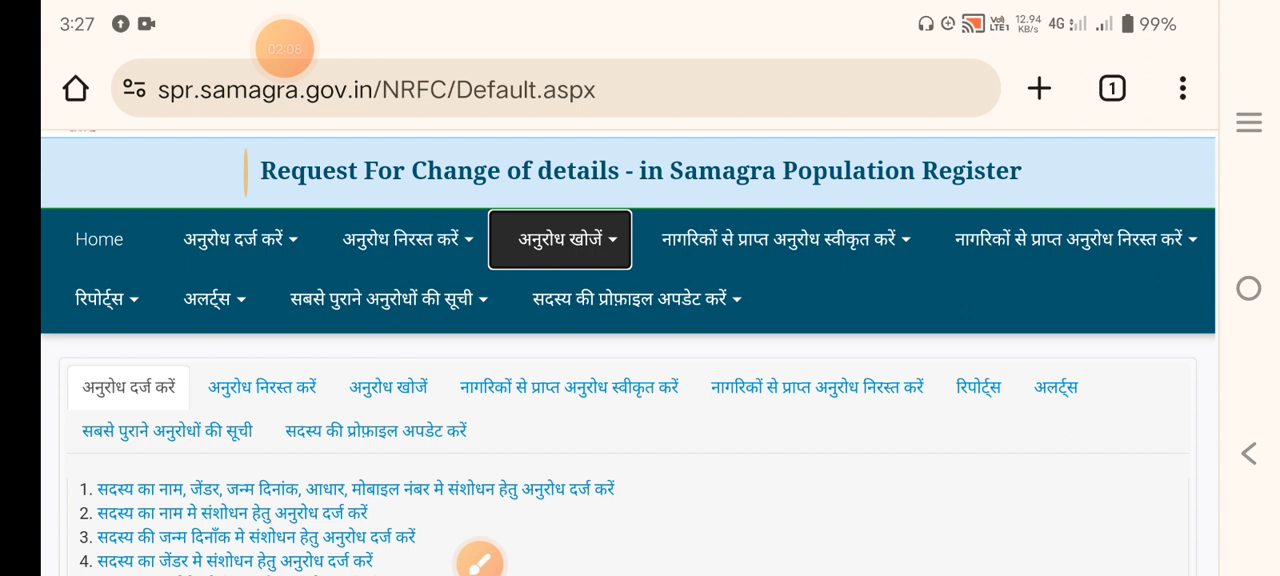 3:27
02:08
Vo)) LTE1 12.94 KB/s 4G 99%
spr.samagra.gov.in/NRFC/Default.aspx
1
Request For Change of details - in Samagra Population Register
Home अनुरोध दर्ज करें अनुरोध निरस्त करें अनुरोध खोजें नागरिकों से प्राप्त अनुरोध स्वीकृत करें नागरिकों से प्राप्त अनुरोध निरस्त करें
रिपोर्ट्स अलर्ट्स सबसे पुराने अनुरोधों की सूची सदस्य की प्रोफ़ाइल अपडेट करें
अनुरोध दर्ज करें अनुरोध निरस्त करें अनुरोध खोजें नागरिकों से प्राप्त अनुरोध स्वीकृत करें नागरिकों से प्राप्त अनुरोध निरस्त करें रिपोर्ट्स अलर्ट्स
सबसे पुराने अनुरोधों की सूची सदस्य की प्रोफ़ाइल अपडेट करें
1. सदस्य का नाम, जेंडर, जन्म दिनांक, आधार, मोबाइल नंबर मे संशोधन हेतु अनुरोध दर्ज करें
2. सदस्य का नाम मे संशोधन हेतु अनुरोध दर्ज करें
3. सदस्य की जन्म दिनाँक मे संशोधन हेतु अनुरोध दर्ज करें
4. सदस्य का जेंडर मे संशोधन हेतु अनुरोध दर्ज करें